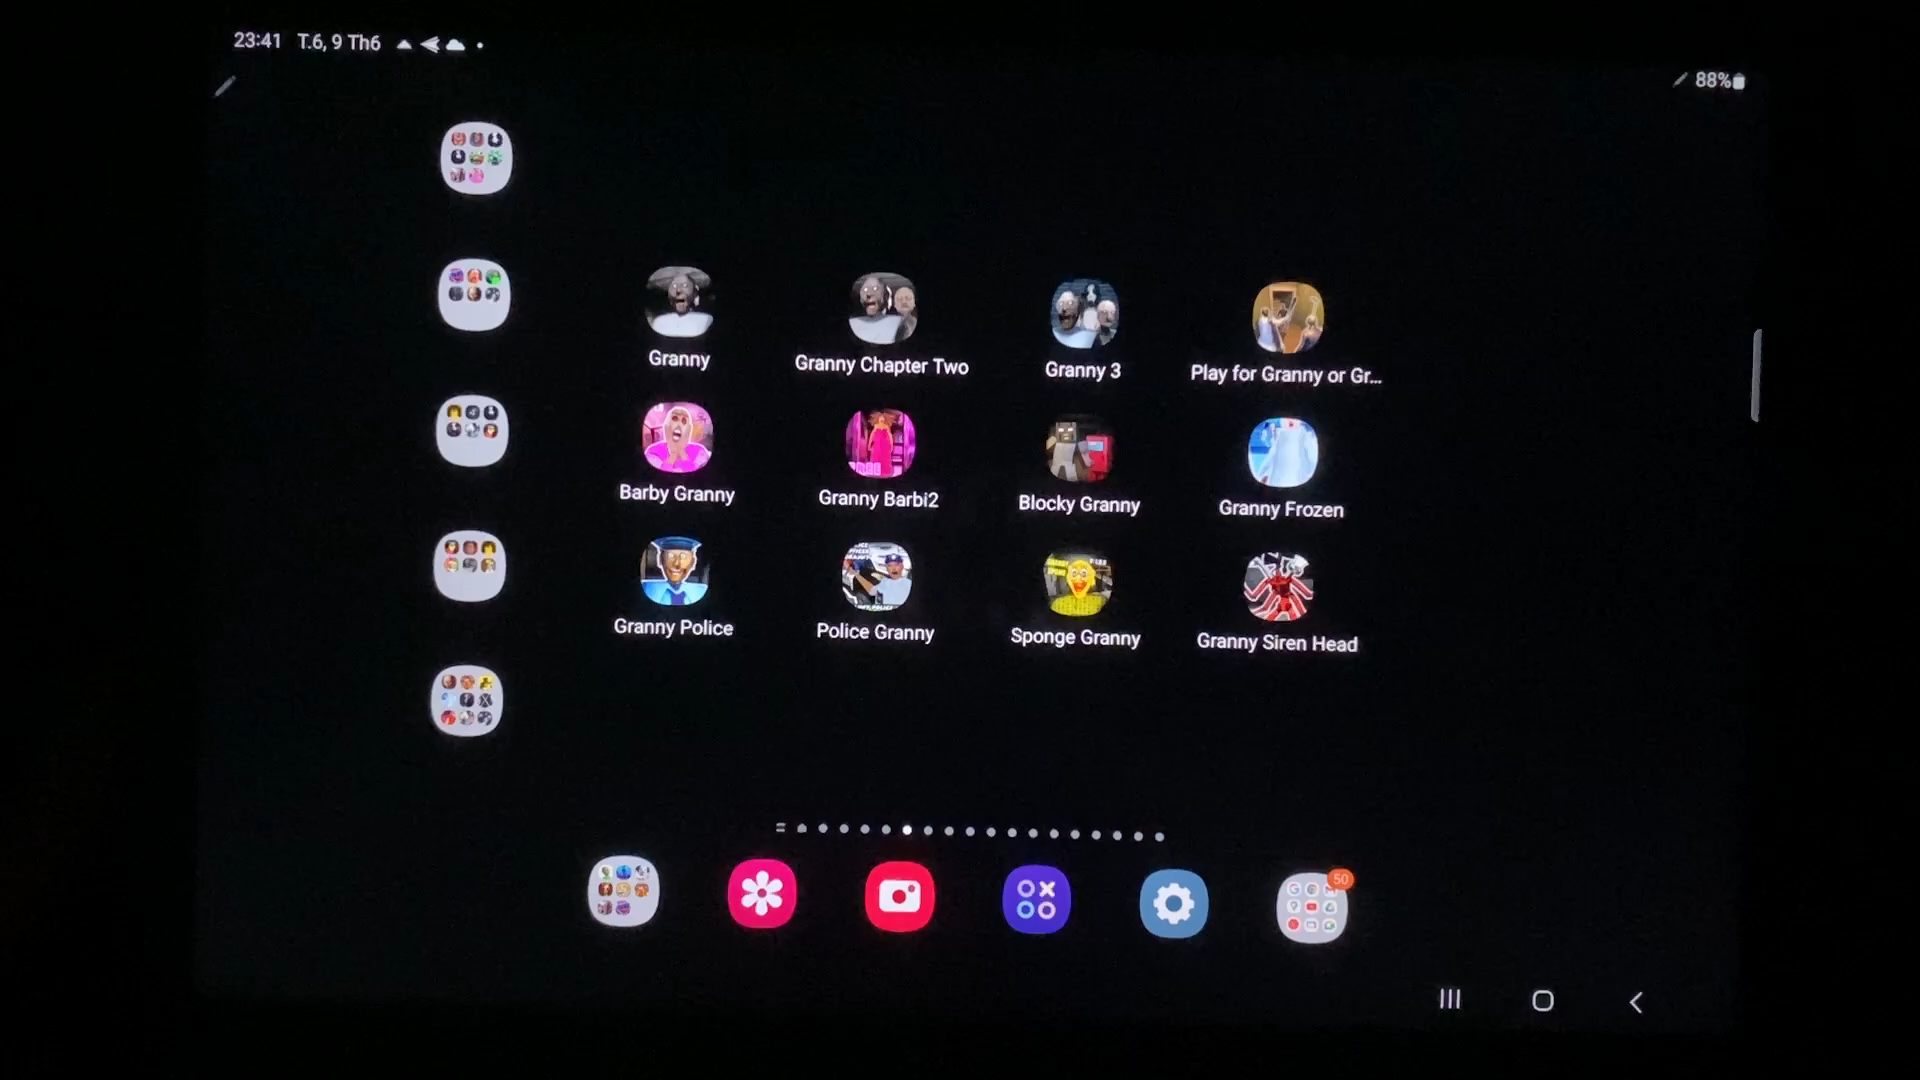 23:41 T.6, 9 Th6
88%
Granny
Granny Chapter Two
Granny 3
Play for Granny or Gr...
Barby Granny
Granny Barbi2
Blocky Granny
Granny Frozen
Granny Police
Police Granny
Sponge Granny
Granny Siren Head
50